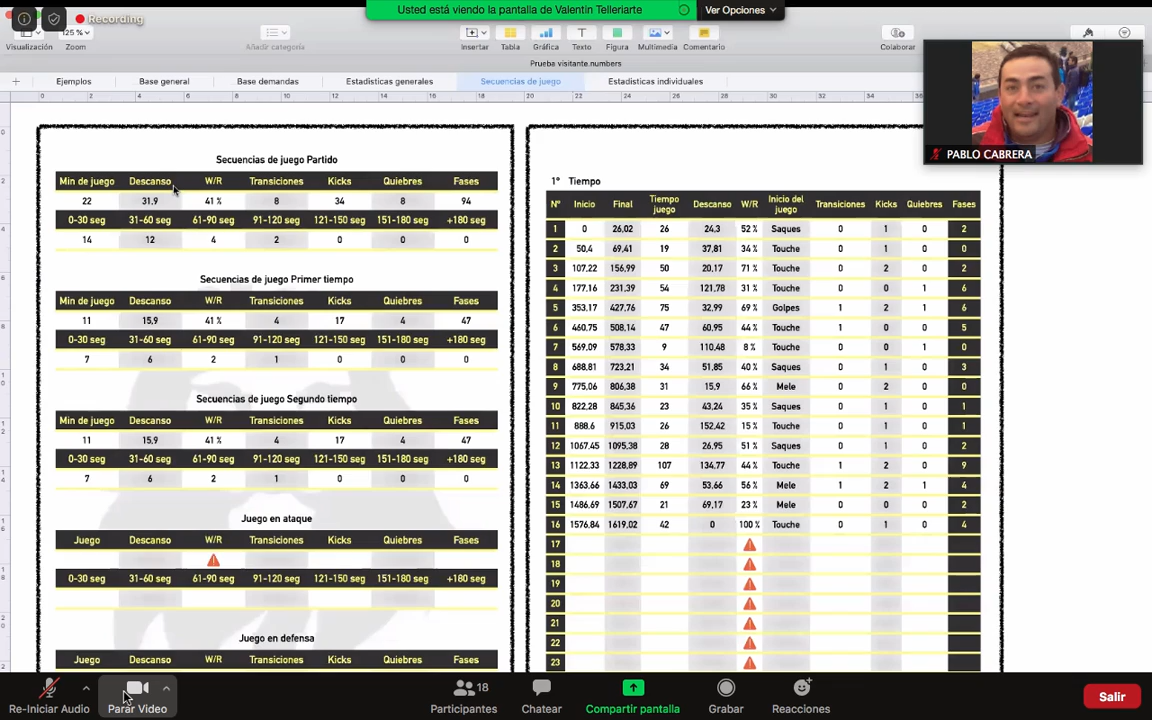 Recording
Usted está viendo la pantalla de Valentin Telleriarte
Ver Opciones
125 %
Visualización
Zoom
Añadir categoría
Insertar
Tabla
Gráfica
Texto
Figura
Multimedia
Comentario
Colaborar
Prueba visitante.numbers
Ejemplos
Base general
Base demandas
Estadisticas generales
Secuencias de juego
Estadisticas individuales
0 2 4 6 8 10 12 14 16 18 20 22 24 26 28 30 32 34 36
PABLO CABRERA
Secuencias de juego Partido
Min de juego Descanso W/R Transiciones Kicks Quiebres Fases
22 31,9 41 % 8 34 8 94
0-30 seg 31-60 seg 61-90 seg 91-120 seg 121-150 seg 151-180 seg +180 seg
14 12 4 2 0 0 0
Secuencias de juego Primer tiempo
Min de juego Descanso W/R Transiciones Kicks Quiebres Fases
11 15,9 41 % 4 17 4 47
0-30 seg 31-60 seg 61-90 seg 91-120 seg 121-150 seg 151-180 seg +180 seg
7 6 2 1 0 0 0
Secuencias de juego Segundo tiempo
Min de juego Descanso W/R Transiciones Kicks Quiebres Fases
11 15,9 41 % 4 17 4 47
0-30 seg 31-60 seg 61-90 seg 91-120 seg 121-150 seg 151-180 seg +180 seg
7 6 2 1 0 0 0
Juego en ataque
Juego Descanso W/R Transiciones Kicks Quiebres Fases
0-30 seg 31-60 seg 61-90 seg 91-120 seg 121-150 seg 151-180 seg +180 seg
Juego en defensa
Juego Descanso W/R Transiciones Kicks Quiebres Fases
1° Tiempo
N° Inicio Final Tiempo juego Descanso W/R Inicio del juego Transiciones Kicks Quiebres Fases
1 0 26,02 26 24,3 52 % Saques 0 1 0 2
2 50,4 69,41 19 37,81 34 % Touche 0 1 0 0
3 107,22 156,99 50 20,17 71 % Touche 0 2 0 2
4 177,16 231,39 54 121,78 31 % Touche 0 0 1 6
5 353,17 427,76 75 32,99 69 % Golpes 1 2 1 6
6 460,75 508,14 47 60,95 44 % Touche 1 0 0 5
7 569,09 578,33 9 110,48 8 % Touche 0 0 1 0
8 688,81 723,21 34 51,85 40 % Saques 0 1 0 3
9 775,06 806,38 31 15,9 66 % Mele 0 2 0 0
10 822,28 845,36 23 43,24 35 % Saques 0 1 0 1
11 888,6 915,03 26 152,42 15 % Touche 0 1 0 1
12 1067,45 1095,38 28 26,95 51 % Saques 0 1 0 2
13 1122,33 1228,89 107 134,77 44 % Touche 1 2 0 9
14 1363,66 1433,03 69 53,66 56 % Mele 1 2 1 4
15 1486,69 1507,67 21 69,17 23 % Mele 0 0 0 2
16 1576,84 1619,02 42 0 100 % Touche 0 1 0 4
17
18
19
20
21
22
23
Re-Iniciar Audio
Parar Video
18
Participantes
Chatear
Compartir pantalla
Grabar
Reacciones
Salir